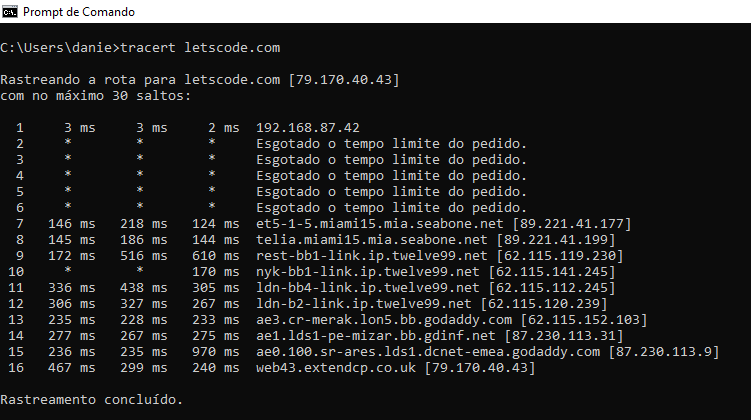 Prompt de Comando
C:\Users\danie>tracert letscode.com
Rastreando a rota para letscode.com [79.170.40.43]
com no máximo 30 saltos:
1 3 ms 3 ms 2 ms 192.168.87.42
2 * * * Esgotado o tempo limite do pedido.
3 * * * Esgotado o tempo limite do pedido.
4 * * * Esgotado o tempo limite do pedido.
5 * * * Esgotado o tempo limite do pedido.
6 * * * Esgotado o tempo limite do pedido.
7 146 ms 218 ms 124 ms et5-1-5.miami15.mia.seabone.net [89.221.41.177]
8 145 ms 186 ms 144 ms telia.miami15.mia.seabone.net [89.221.41.199]
9 172 ms 516 ms 610 ms rest-bb1-link.ip.twelve99.net [62.115.119.230]
10 * * 170 ms nyk-bb1-link.ip.twelve99.net [62.115.141.245]
11 336 ms 438 ms 305 ms ldn-bb4-link.ip.twelve99.net [62.115.112.245]
12 306 ms 327 ms 267 ms ldn-b2-link.ip.twelve99.net [62.115.120.239]
13 235 ms 228 ms 233 ms ae3.cr-merak.lon5.bb.godaddy.com [62.115.152.103]
14 277 ms 267 ms 275 ms ae1.lds1-pe-mizar.bb.gdinf.net [87.230.113.31]
15 236 ms 235 ms 970 ms ae0.100.sr-ares.lds1.dcnet-emea.godaddy.com [87.230.113.9]
16 467 ms 299 ms 240 ms web43.extendcp.co.uk [79.170.40.43]
Rastreamento concluído.